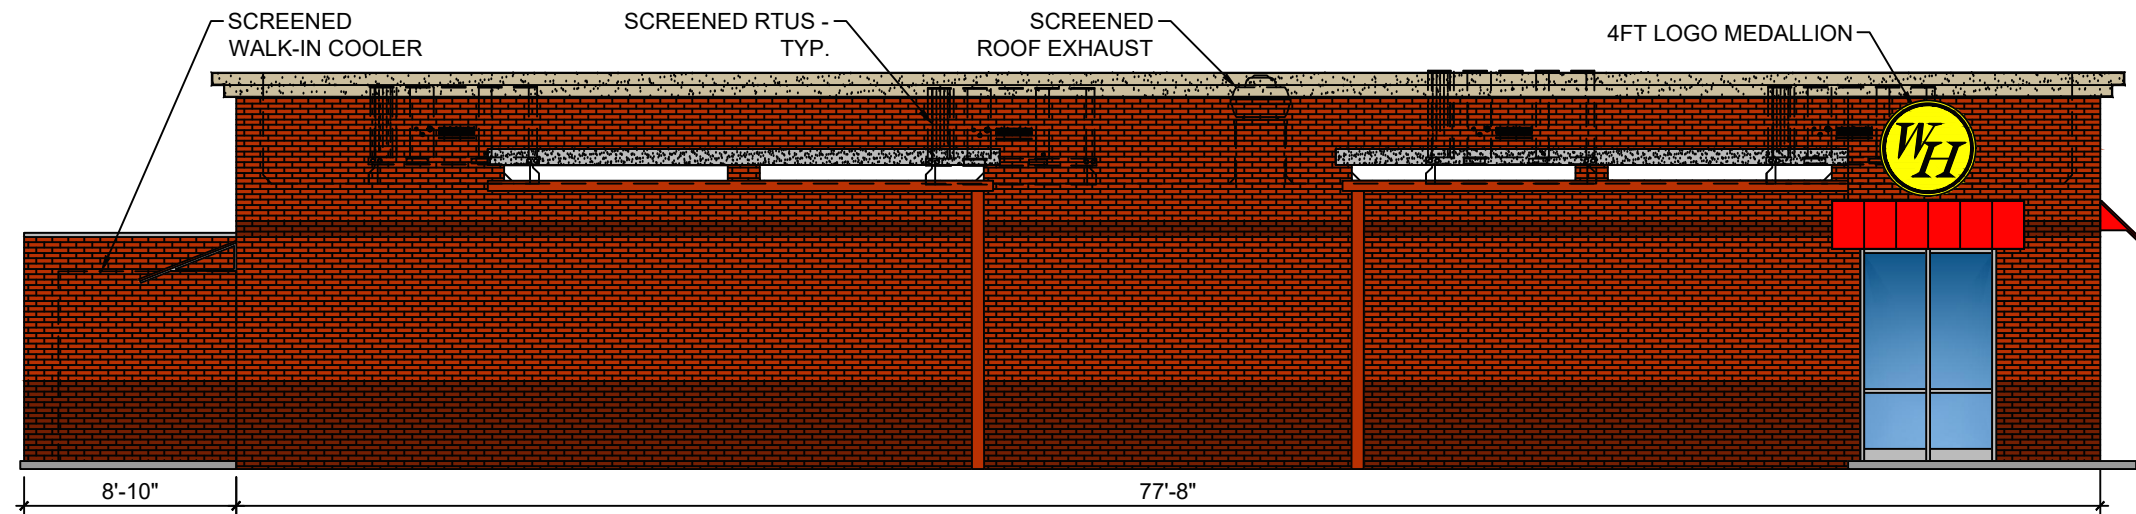 SCREENED
WALK-IN COOLER
SCREENED RTUS -
TYP.
SCREENED
ROOF EXHAUST
4FT LOGO MEDALLION
WH
8'-10"
77'-8"